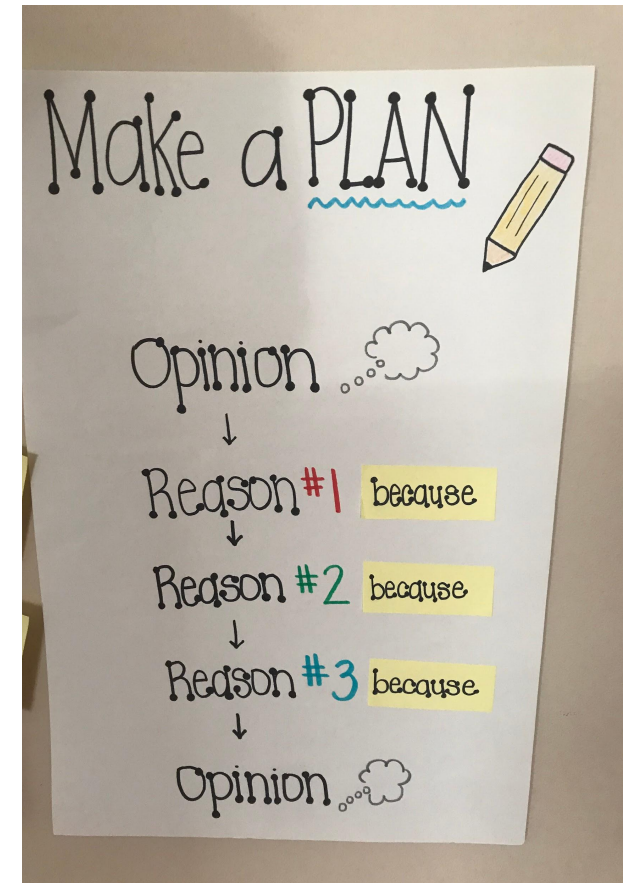 Make a PLAN
Opinion
Reason #1 because
Reason #2 because
Reason #3 because
Opinion